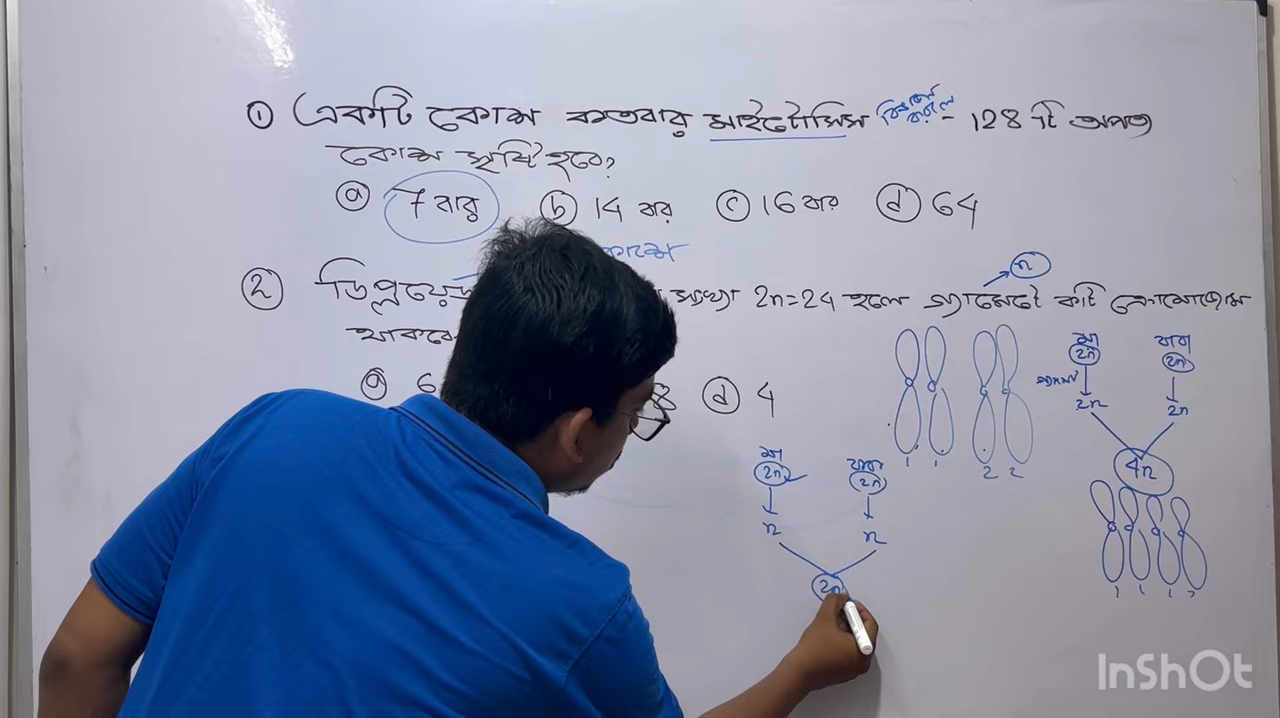 ① একটি কোষ কতবার মাইটোসিস বিভাজন করলে - 128 টি অপত্য
কোষ সৃষ্টি হবে?
ⓐ 7 বার ⓑ 14 বার ⓒ 16 বার ⓓ 64
কোষে
② ডিপ্লয়েড সংখ্যা 2n=24 হলে গ্যামেটে কটি ক্রোমোজোম
n
থাকবে
ⓐ 6 8 ⓓ 4
মা বাবা
2n 2n
2n 2n
4n
1 1 2 2
মা বাবা
2n 2n
n n
2n
1 1 1 1
InShOt